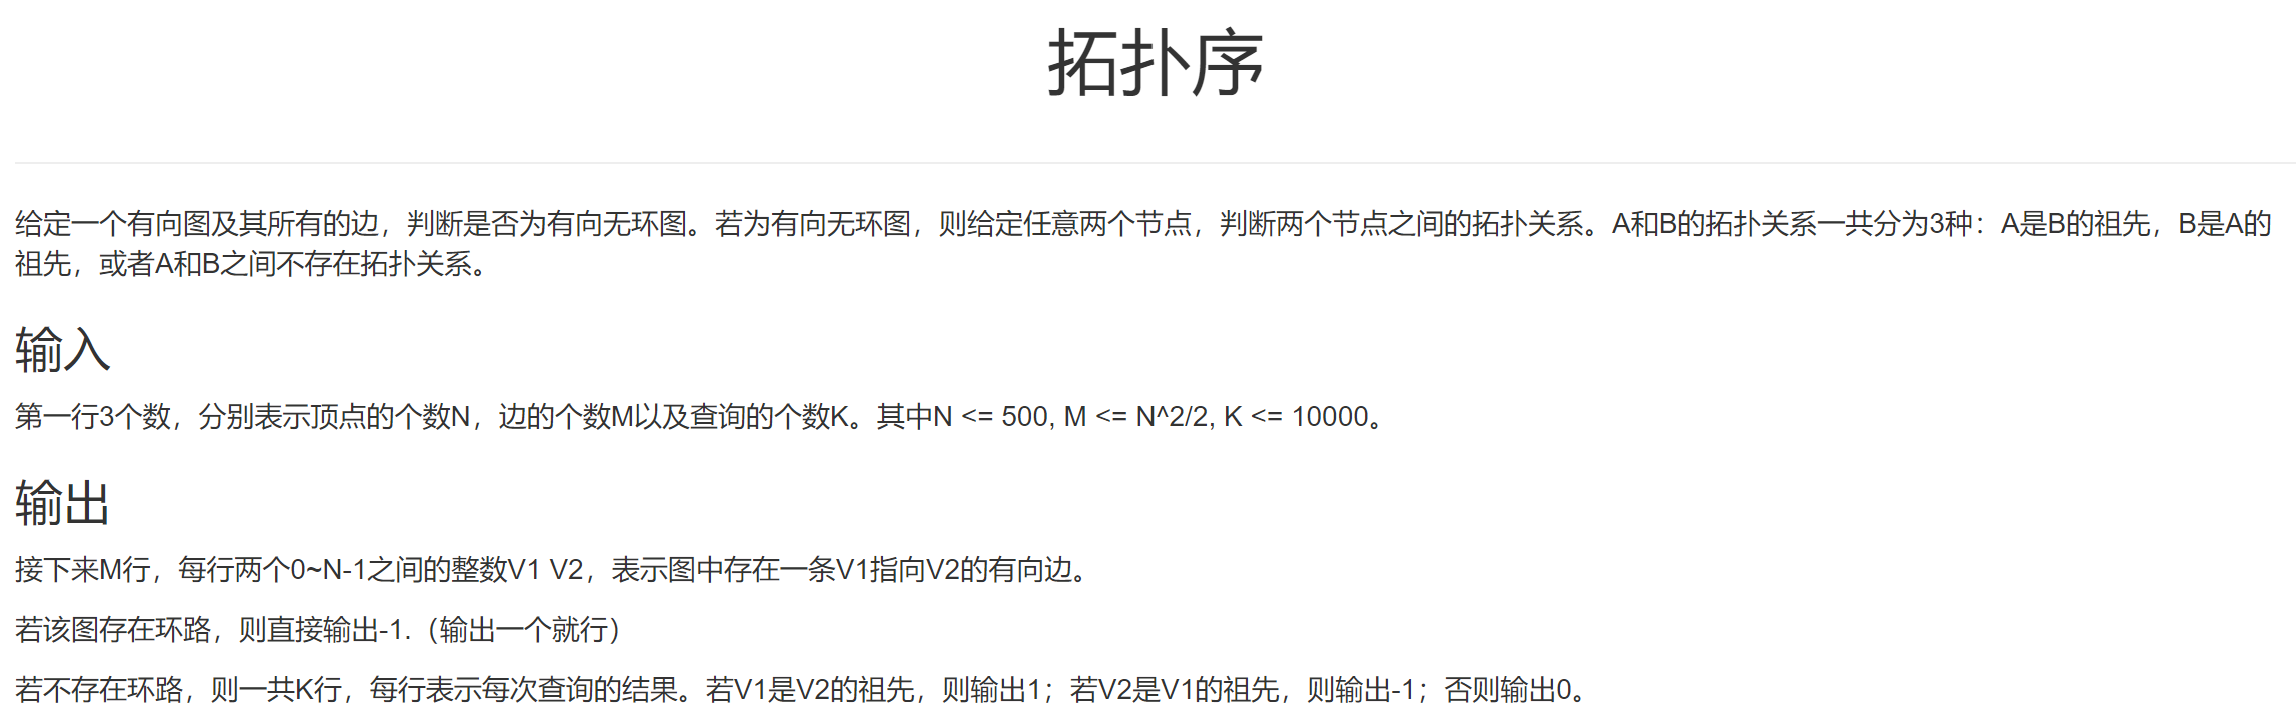 拓扑序
给定一个有向图及其所有的边，判断是否为有向无环图。若为有向无环图，则给定任意两个节点，判断两个节点之间的拓扑关系。A和B的拓扑关系一共分为3种：A是B的祖先，B是A的
祖先，或者A和B之间不存在拓扑关系。
输入
第一行3个数，分别表示顶点的个数N，边的个数M以及查询的个数K。其中N <= 500, M <= N^2/2, K <= 10000。
输出
接下来M行，每行两个0~N-1之间的整数V1 V2，表示图中存在一条V1指向V2的有向边。
若该图存在环路，则直接输出-1.（输出一个就行）
若不存在环路，则一共K行，每行表示每次查询的结果。若V1是V2的祖先，则输出1；若V2是V1的祖先，则输出-1；否则输出0。